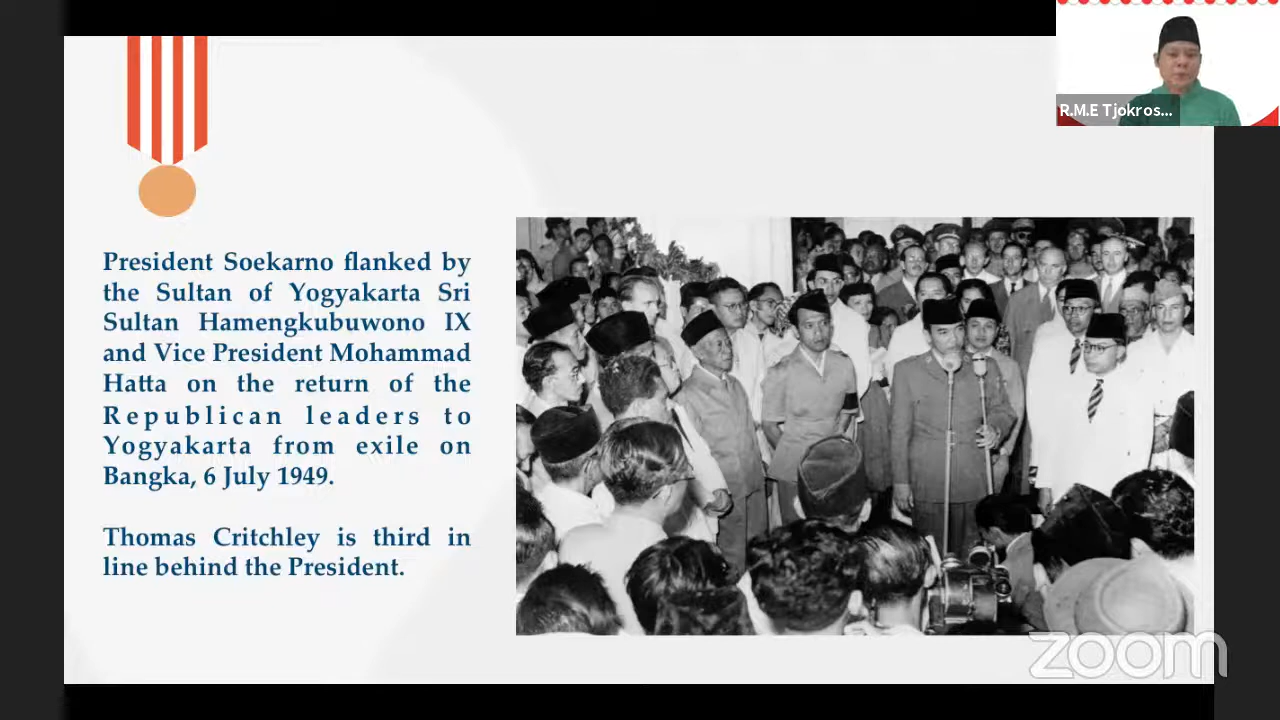 R.M.E Tjokros...
President Soekarno flanked by
the Sultan of Yogyakarta Sri
Sultan Hamengkubuwono IX
and Vice President Mohammad
Hatta on the return of the
Republican leaders to
Yogyakarta from exile on
Bangka, 6 July 1949.
Thomas Critchley is third in
line behind the President.
zoom